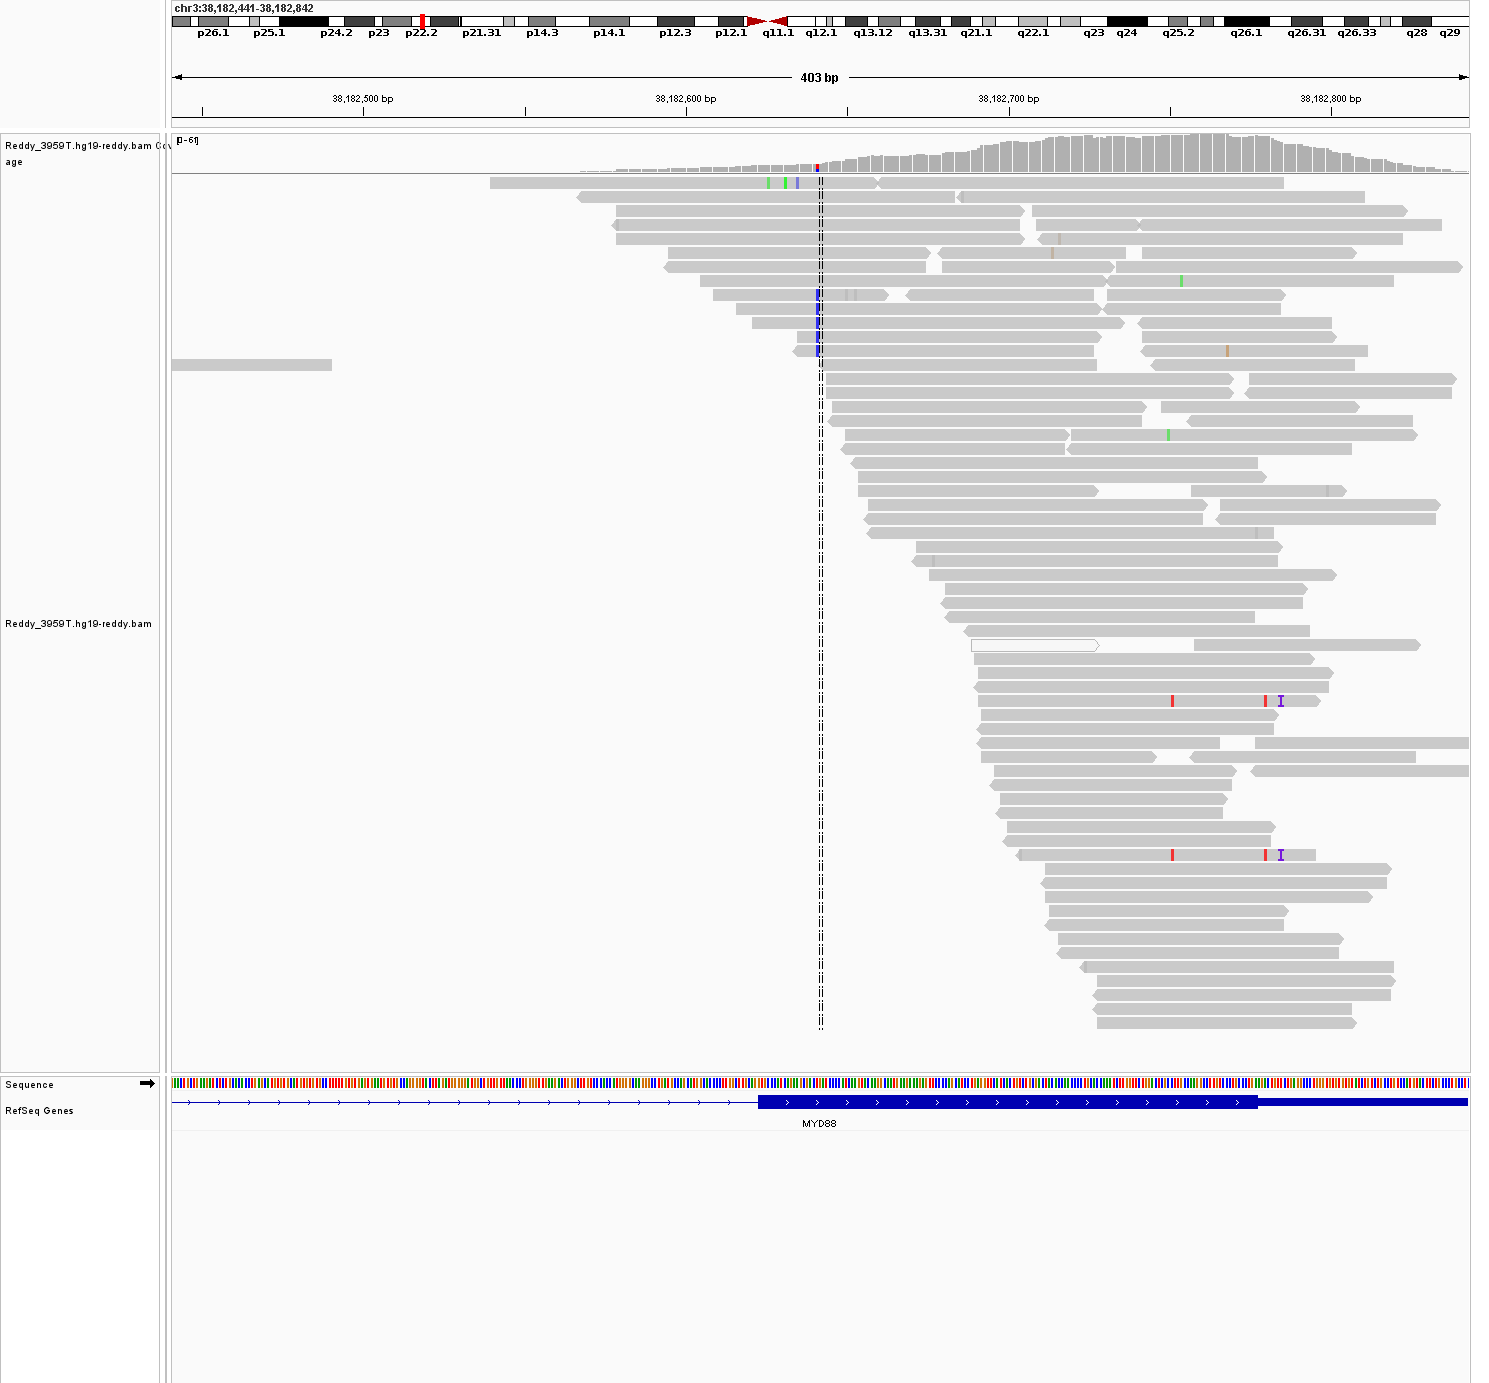 chr3:38,182,441-38,182,842
p26.1 p25.1 p24.2 p23 p22.2 p21.31 p14.3 p14.1 p12.3 p12.1 q11.1 q12.1 q13.12 q13.31 q21.1 q22.1 q23 q24 q25.2 q26.1 q26.31 q26.33 q28 q29
403 bp
38,182,500 bp 38,182,600 bp 38,182,700 bp 38,182,800 bp
[0-61]
Reddy_3959T.hg19-reddy.bam Cov
age
Reddy_3959T.hg19-reddy.bam
Sequence
RefSeq Genes
MYD88